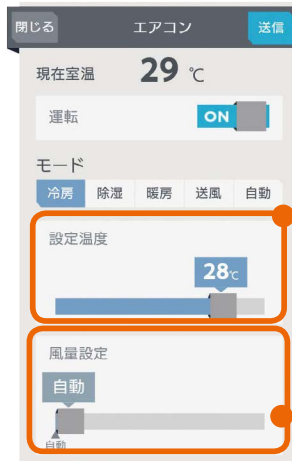 閉じる エアコン 送信
現在室温 29 ℃
運転 ON
モード
冷房 除湿 暖房 送風 自動
設定温度
28℃
風量設定
自動
自動